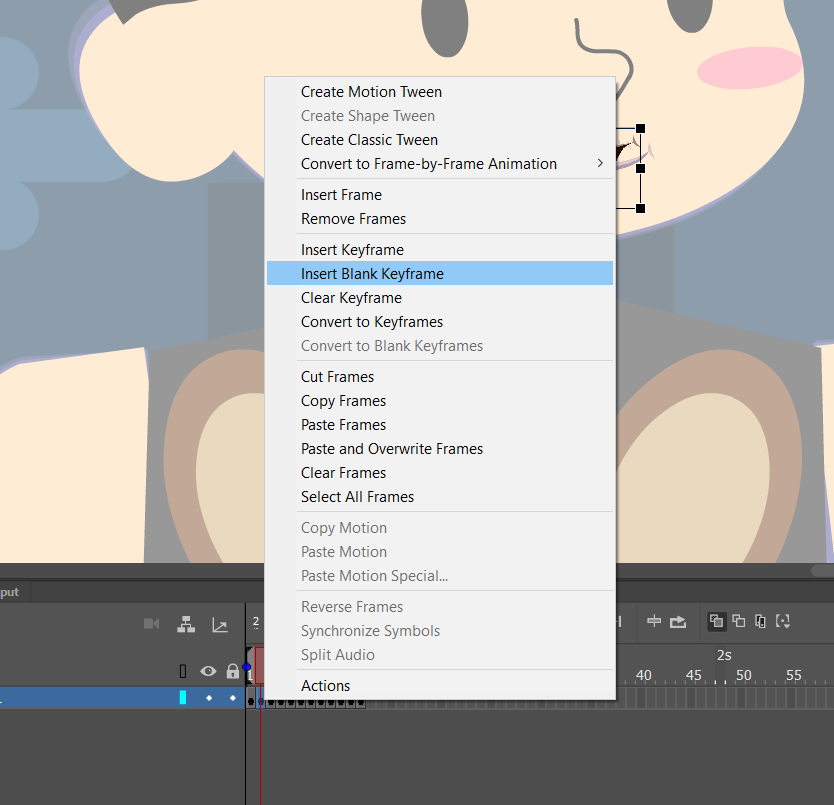 Create Motion Tween
Create Shape Tween
Create Classic Tween
Convert to Frame-by-Frame Animation
Insert Frame
Remove Frames
Insert Keyframe
Insert Blank Keyframe
Clear Keyframe
Convert to Keyframes
Convert to Blank Keyframes
Cut Frames
Copy Frames
Paste Frames
Paste and Overwrite Frames
Clear Frames
Select All Frames
Copy Motion
Paste Motion
Paste Motion Special...
Reverse Frames
Synchronize Symbols
Split Audio
Actions
put
2
2s
1 40 45 50 55